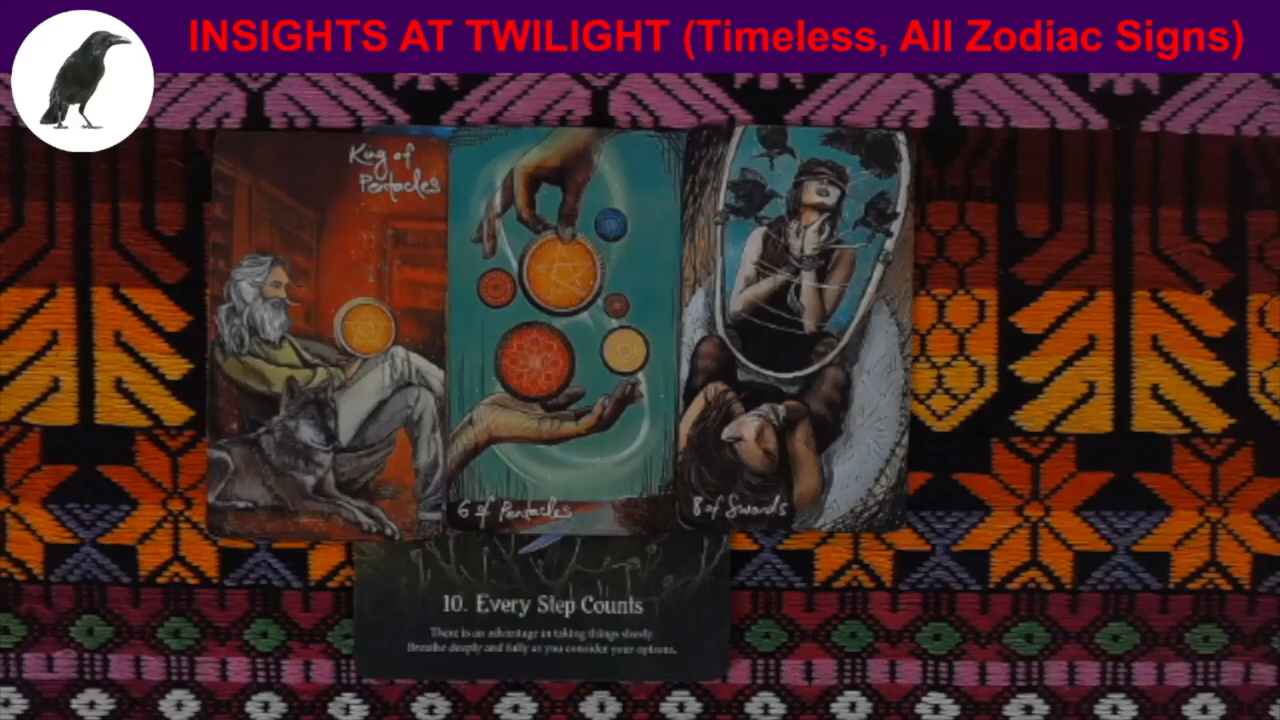 INSIGHTS AT TWILIGHT (Timeless, All Zodiac Signs)
King of
Pentacles
6 of Pentacles
8 of Swords
10. Every Step Counts
There is an advantage in taking things slowly.
Breathe deeply and fully as you consider your options.